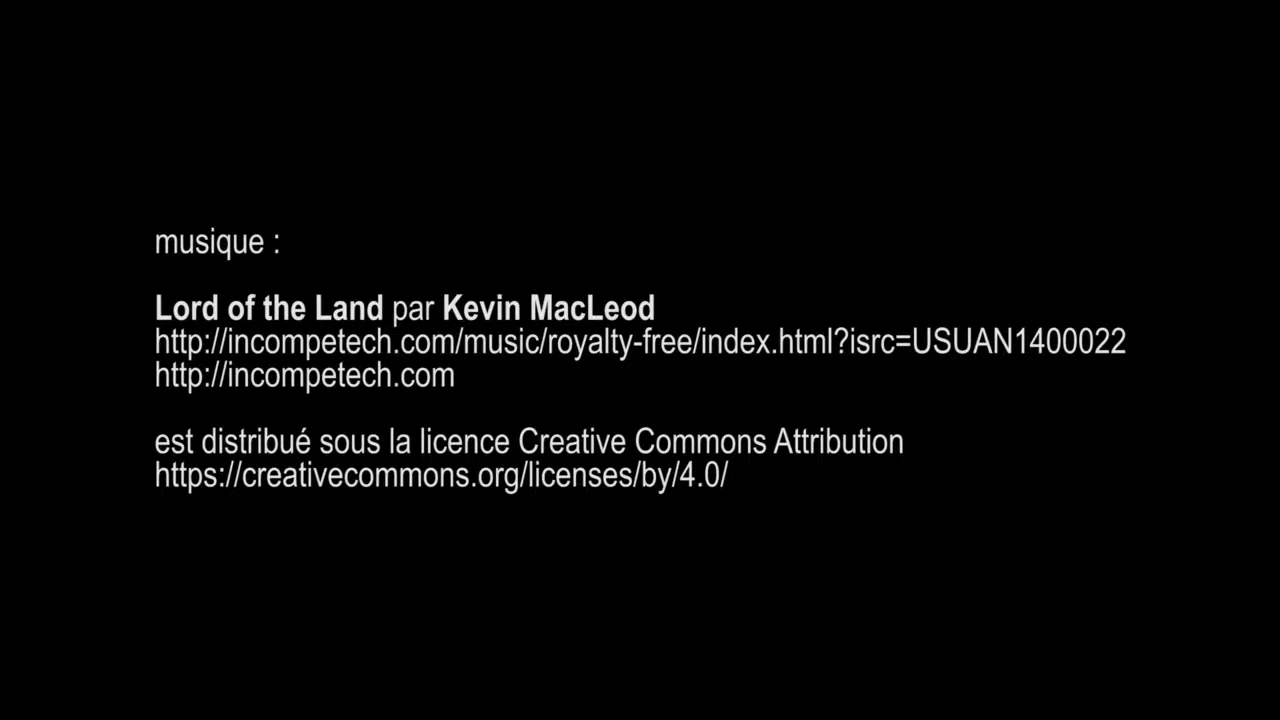 musique :
Lord of the Land par Kevin MacLeod
http://incompetech.com/music/royalty-free/index.html?isrc=USUAN1400022
http://incompetech.com
est distribué sous la licence Creative Commons Attribution
https://creativecommons.org/licenses/by/4.0/